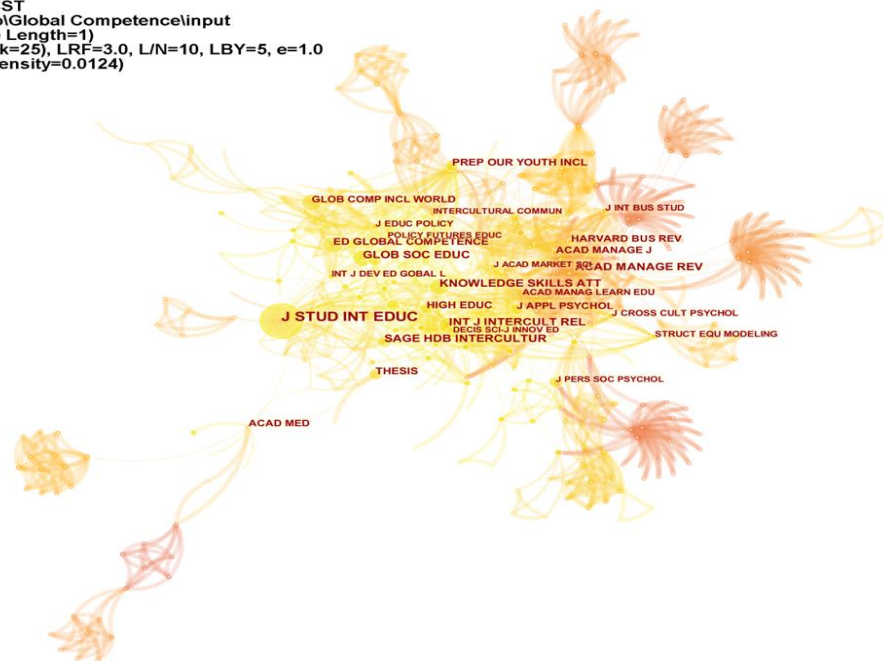 CST
o\Global Competence\input
e Length=1)
k=25), LRF=3.0, L/N=10, LBY=5, e=1.0
ensity=0.0124)
PREP OUR YOUTH INCL
GLOB COMP INCL WORLD
INTERCULTURAL COMMUN
J INT BUS STUD
J EDUC POLICY
POLICY FUTURES EDUC
HARVARD BUS REV
ED GLOBAL COMPETENCE
ACAD MANAGE J
GLOB SOC EDUC
J ACAD MARKET SCI
ACAD MANAGE REV
INT J DEV ED GOBAL L
KNOWLEDGE SKILLS ATT
ACAD MANAG LEARN EDU
HIGH EDUC
J APPL PSYCHOL
J CROSS CULT PSYCHOL
J STUD INT EDUC
INT J INTERCULT REL
DECIS SCI-J INNOV ED
STRUCT EQU MODELING
SAGE HDB INTERCULTUR
THESIS
J PERS SOC PSYCHOL
ACAD MED